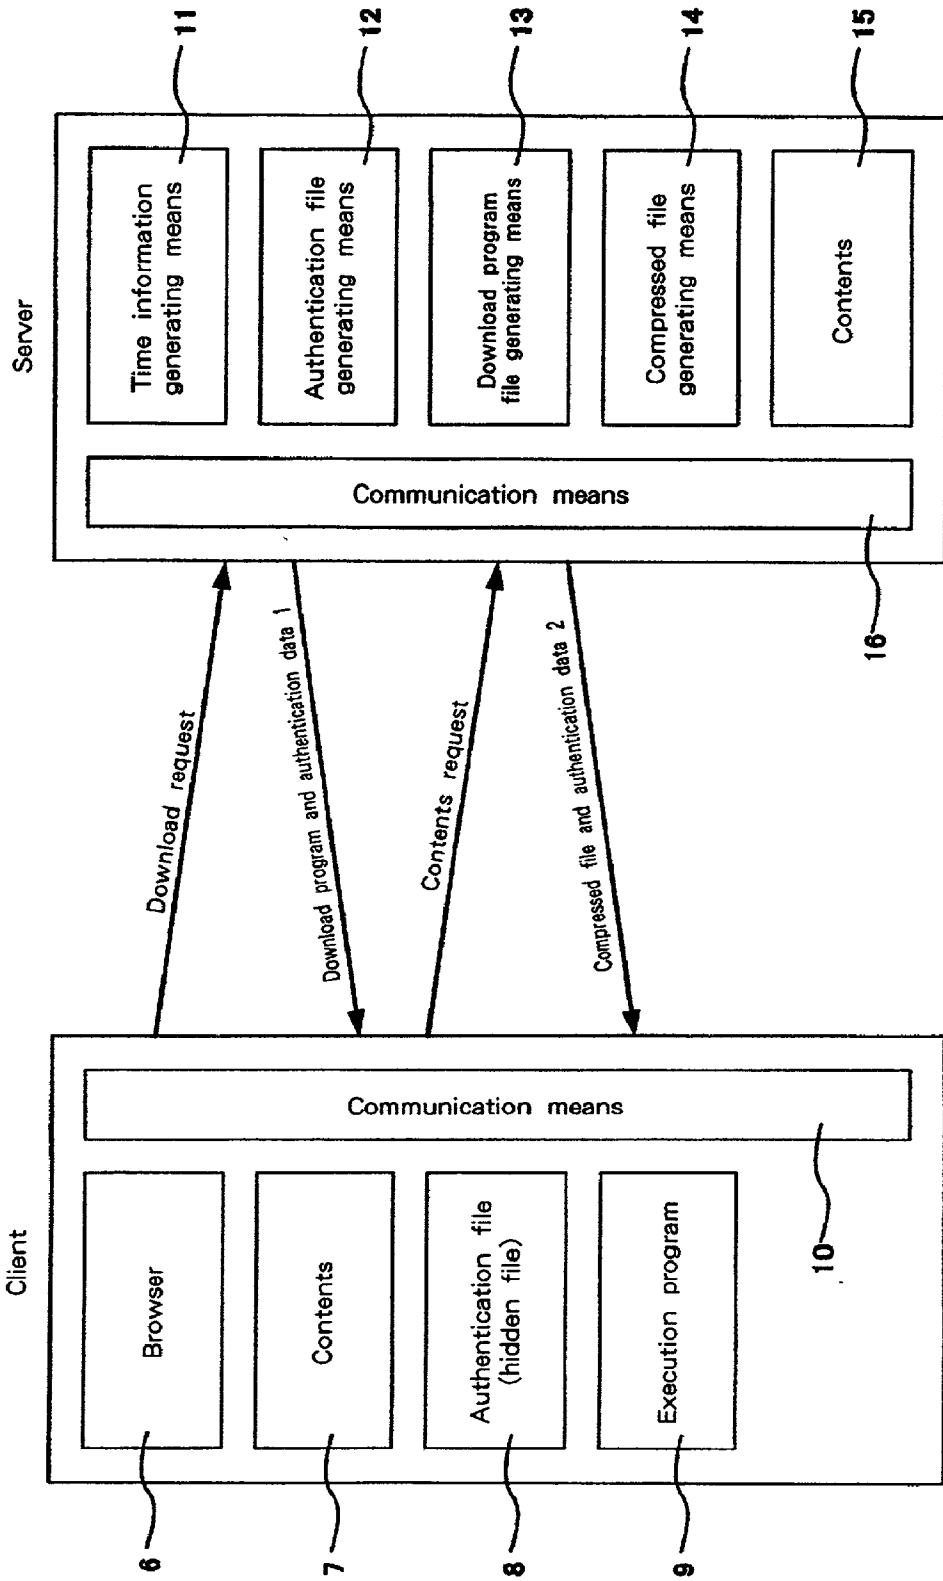 Client
6
Browser
7
Contents
8
Authentication file
(hidden file)
9
Execution program
Communication means
10
Download request
Download program and authentication data 1
Contents request
Compressed file and authentication data 2
Server
Communication means
16
Time information
generating means
11
Authentication file
generating means
12
Download program
file generating means
13
Compressed file
generating means
14
Contents
15